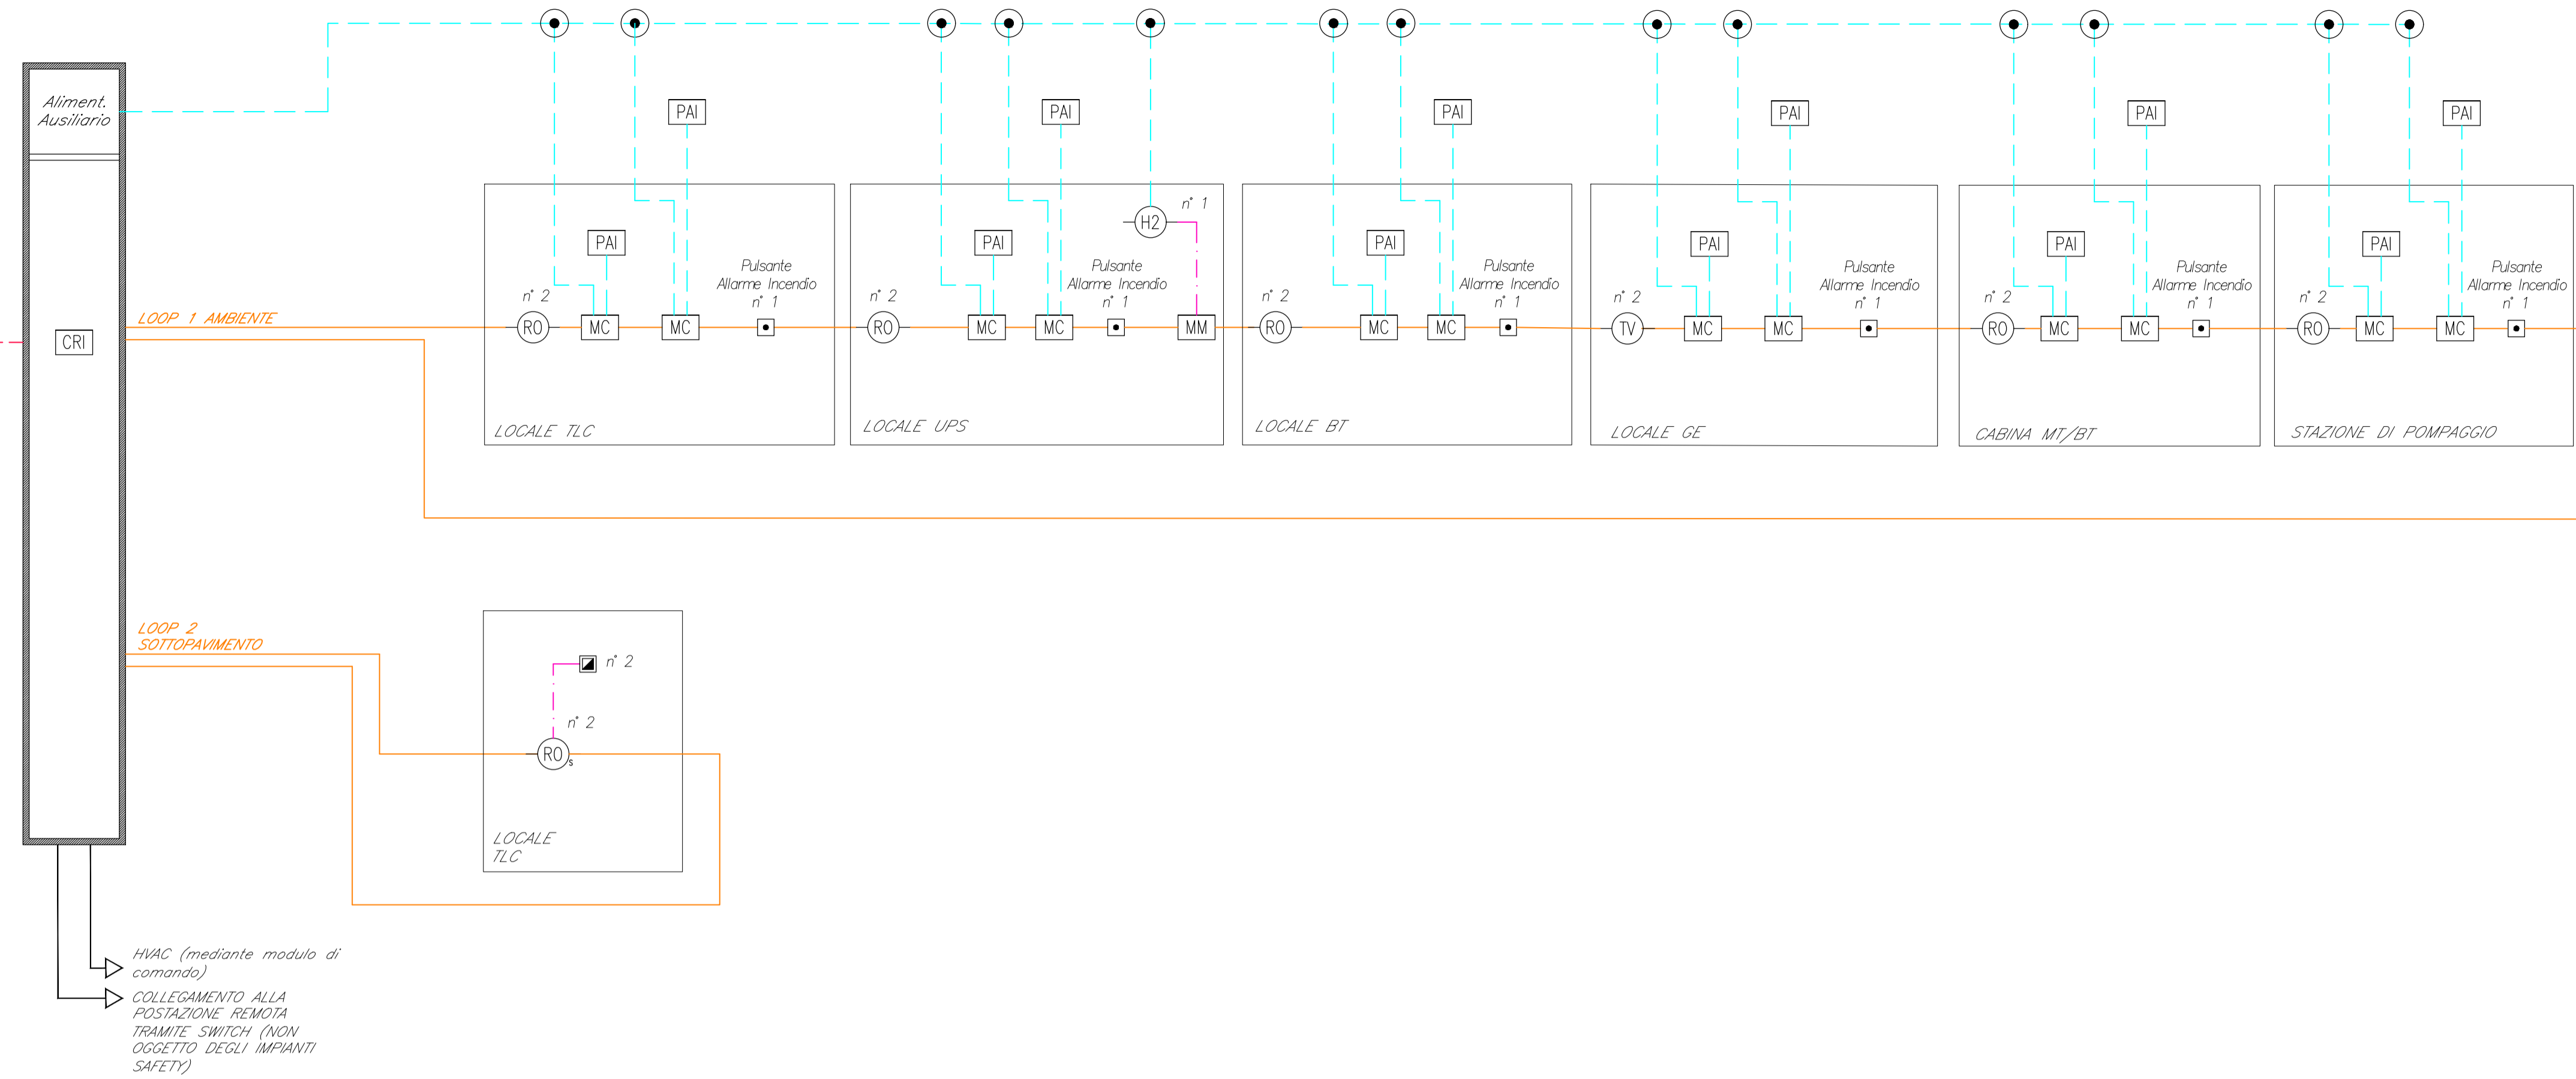 Aliment.
Ausiliario
CRI
LOOP 1 AMBIENTE
LOOP 2
SOTTOPAVIMENTO
PAI
PAI
n° 2
RO
MC
MC
Pulsante
Allarme Incendio
n° 1
LOCALE TLC
PAI
PAI
H2
n° 1
n° 2
RO
MC
MC
Pulsante
Allarme Incendio
n° 1
MM
LOCALE UPS
PAI
PAI
n° 2
RO
MC
MC
Pulsante
Allarme Incendio
n° 1
LOCALE BT
PAI
PAI
n° 2
TV
MC
MC
Pulsante
Allarme Incendio
n° 1
LOCALE GE
PAI
PAI
n° 2
RO
MC
MC
Pulsante
Allarme Incendio
n° 1
CABINA MT/BT
PAI
PAI
n° 2
RO
MC
MC
Pulsante
Allarme Incendio
n° 1
STAZIONE DI POMPAGGIO
n° 2
n° 2
RO s
LOCALE
TLC
HVAC (mediante modulo di
comando)
COLLEGAMENTO ALLA
POSTAZIONE REMOTA
TRAMITE SWITCH (NON
OGGETTO DEGLI IMPIANTI
SAFETY)